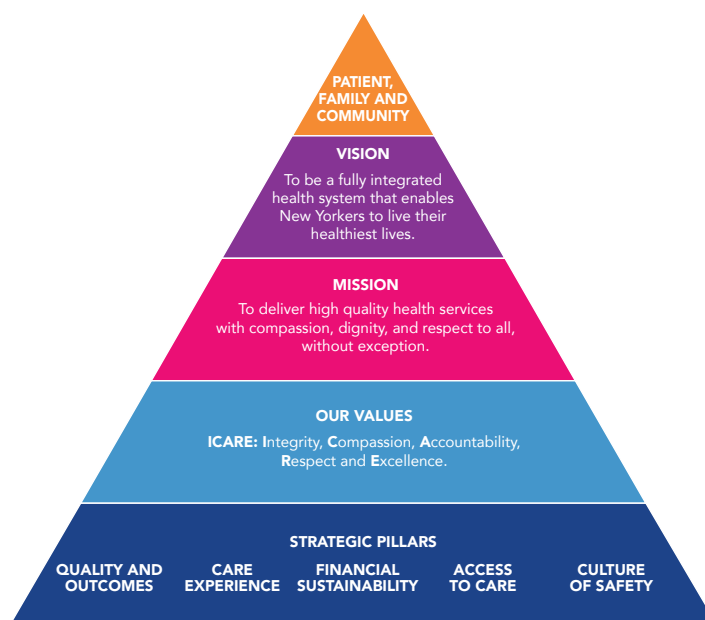 PATIENT,
FAMILY AND
COMMUNITY
VISION
To be a fully integrated
health system that enables
New Yorkers to live their
healthiest lives.
MISSION
To deliver high quality health services
with compassion, dignity, and respect to all,
without exception.
OUR VALUES
ICARE: Integrity, Compassion, Accountability,
Respect and Excellence.
STRATEGIC PILLARS
QUALITY AND
OUTCOMES
CARE
EXPERIENCE
FINANCIAL
SUSTAINABILITY
ACCESS
TO CARE
CULTURE
OF SAFETY